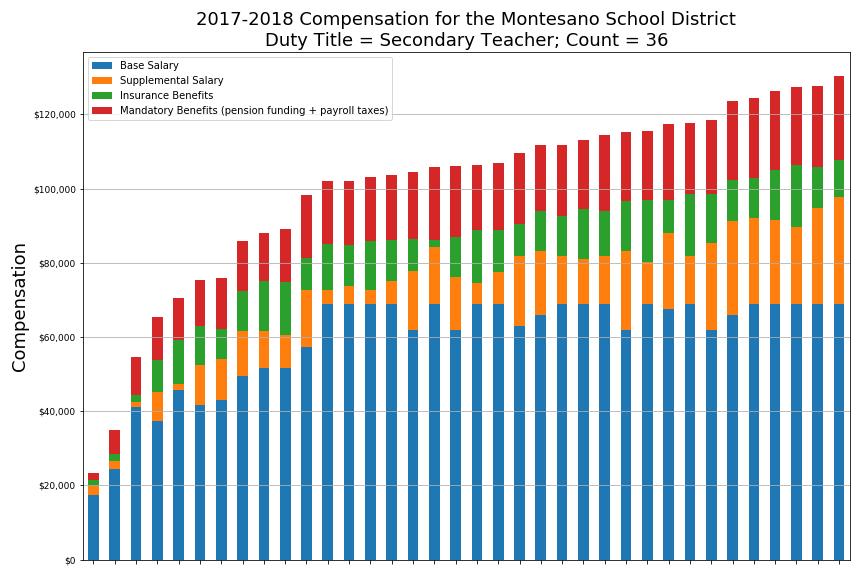 2017-2018 Compensation for the Montesano School District
Duty Title = Secondary Teacher; Count = 36
Base Salary
Supplemental Salary
Insurance Benefits
Mandatory Benefits (pension funding + payroll taxes)
$120,000
$100,000
$80,000
$60,000
$40,000
$20,000
$0
Compensation